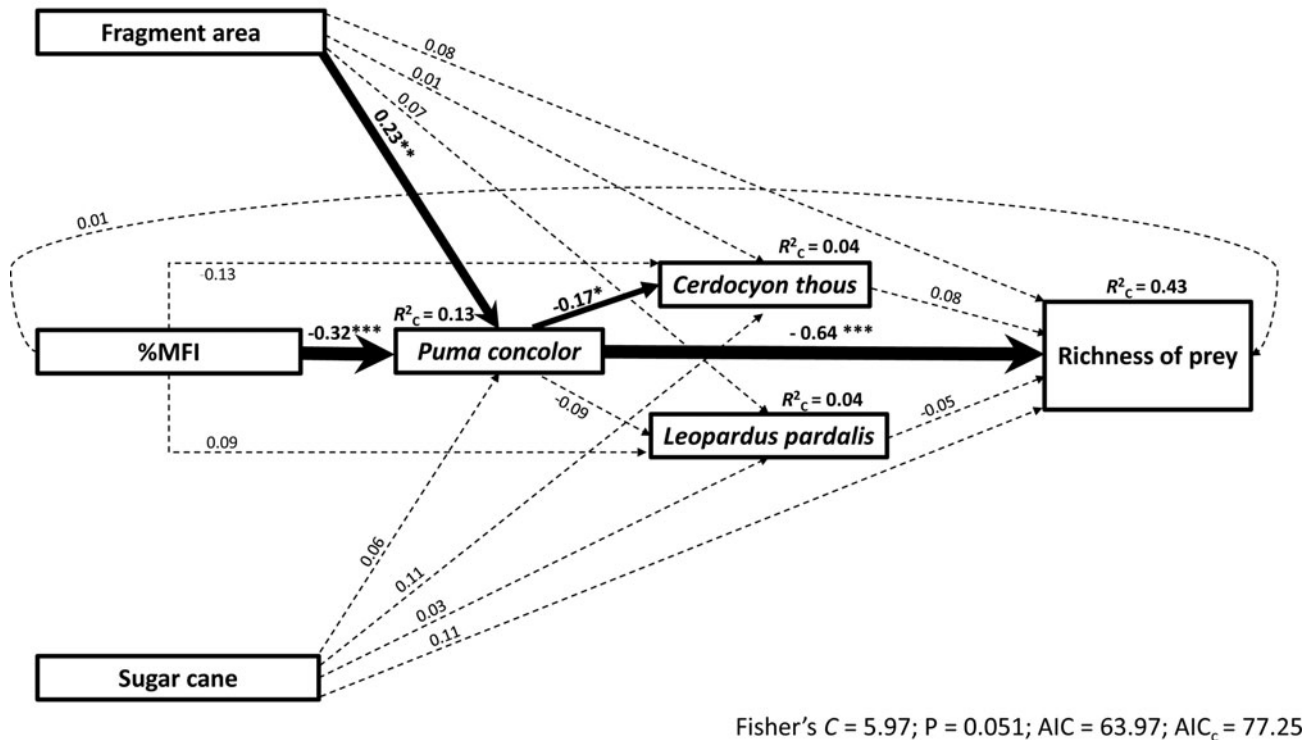 Fragment area
0.08
0.01
0.07
0.23**
0.01
R²c = 0.04
-0.13
Cerdocyon thous
-0.17*
R²c = 0.43
0.08
R²c = 0.13
-0.32***
%MFI
Puma concolor
- 0.64 ***
Richness of prey
R²c = 0.04
-0.09
-0.05
Leopardus pardalis
0.09
0.06
0.11
0.03
0.11
Sugar cane
Fisher's C = 5.97; P = 0.051; AIC = 63.97; AICc = 77.25